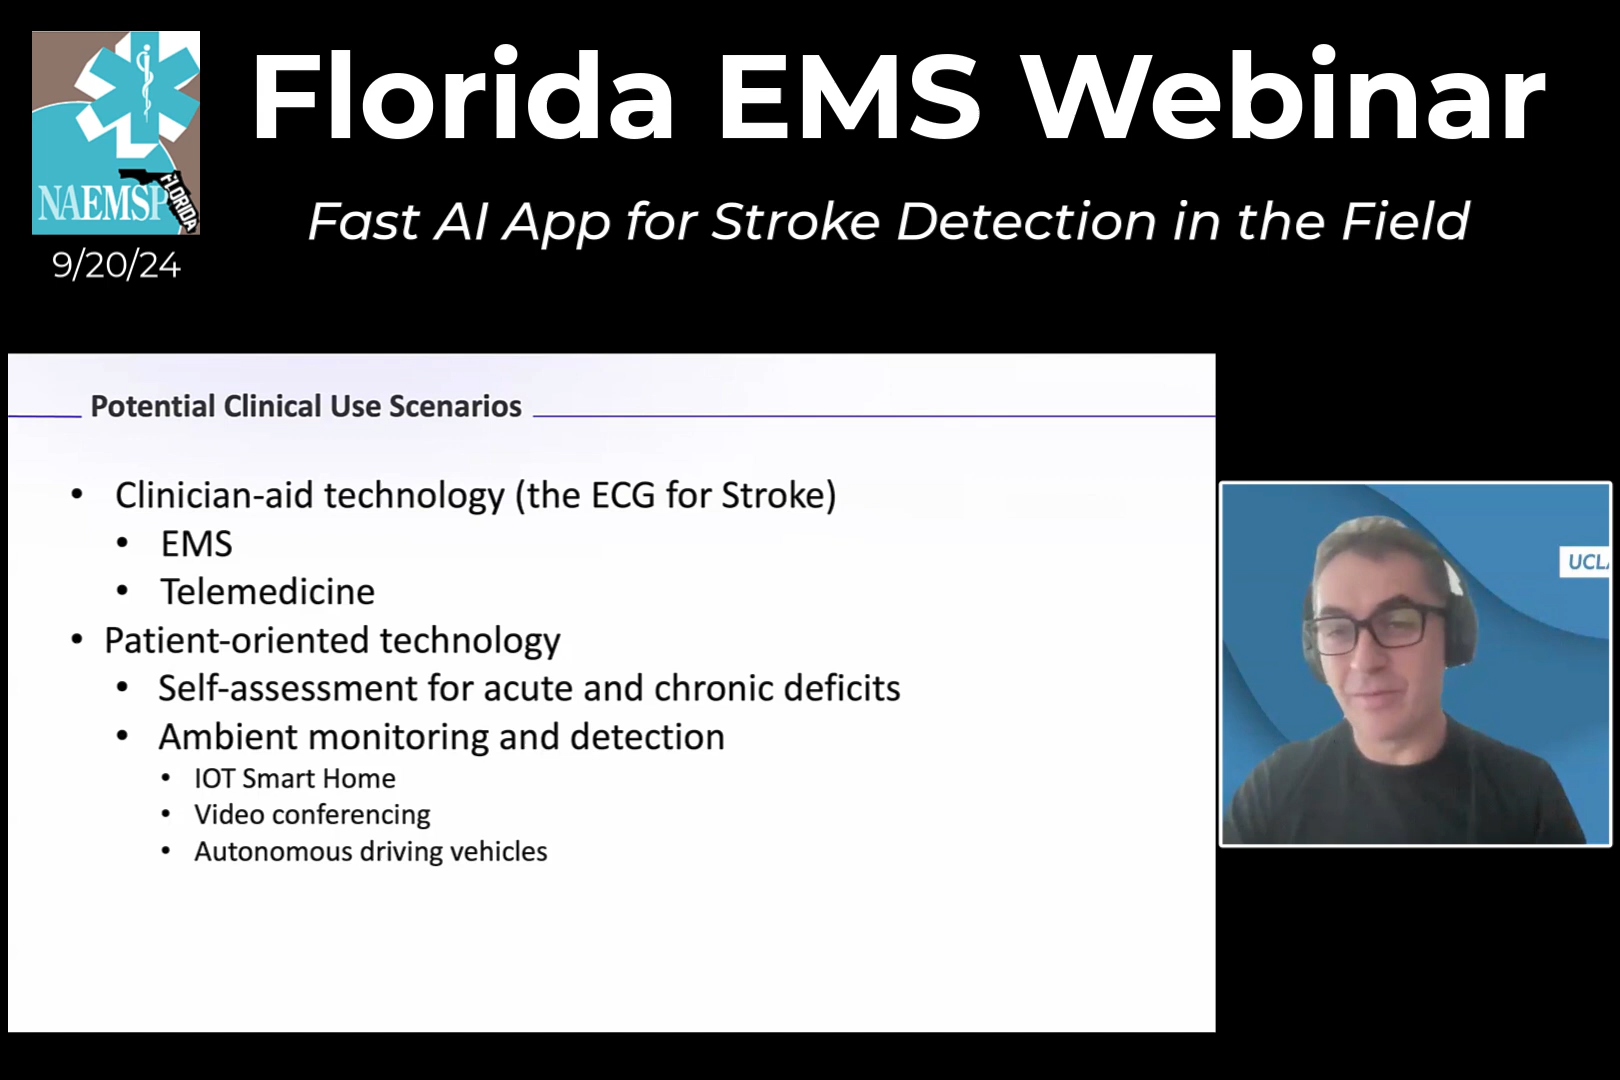 Florida EMS Webinar
Fast AI App for Stroke Detection in the Field
NAEMSP
FLORIDA
9/20/24
Potential Clinical Use Scenarios
• Clinician-aid technology (the ECG for Stroke)
• EMS
• Telemedicine
• Patient-oriented technology
• Self-assessment for acute and chronic deficits
• Ambient monitoring and detection
• IOT Smart Home
• Video conferencing
• Autonomous driving vehicles
UCLA